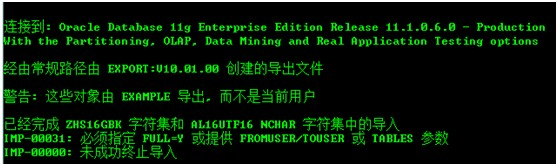 连接到: Oracle Database 11g Enterprise Edition Release 11.1.0.6.0 - Production
With the Partitioning, OLAP, Data Mining and Real Application Testing options
经由常规路径由 EXPORT:V10.01.00 创建的导出文件
警告: 这些对象由 EXAMPLE 导出, 而不是当前用户
已经完成 ZHS16GBK 字符集和 AL16UTF16 NCHAR 字符集中的导入
IMP-00031: 必须指定 FULL=Y 或提供 FROMUSER/TOUSER 或 TABLES 参数
IMP-00000: 未成功终止导入